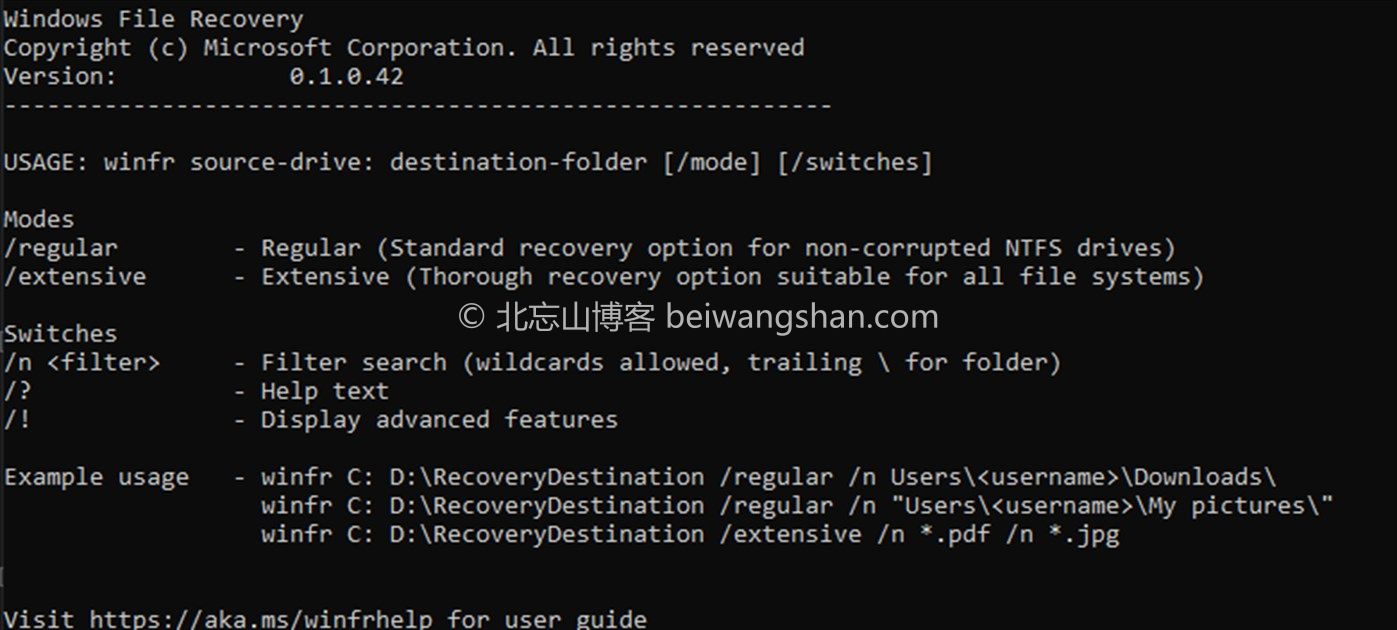 Windows File Recovery
Copyright (c) Microsoft Corporation. All rights reserved
Version:            0.1.0.42
----------------------------------------------------------
USAGE: winfr source-drive: destination-folder [/mode] [/switches]
Modes
/regular        - Regular (Standard recovery option for non-corrupted NTFS drives)
/extensive      - Extensive (Thorough recovery option suitable for all file systems)
© 北忘山博客 beiwangshan.com
Switches
/n <filter>     - Filter search (wildcards allowed, trailing \ for folder)
/?              - Help text
/!              - Display advanced features
Example usage   - winfr C: D:\RecoveryDestination /regular /n Users\<username>\Downloads\
                  winfr C: D:\RecoveryDestination /regular /n "Users\<username>\My pictures\"
                  winfr C: D:\RecoveryDestination /extensive /n *.pdf /n *.jpg
Visit https://aka.ms/winfrhelp for user guide